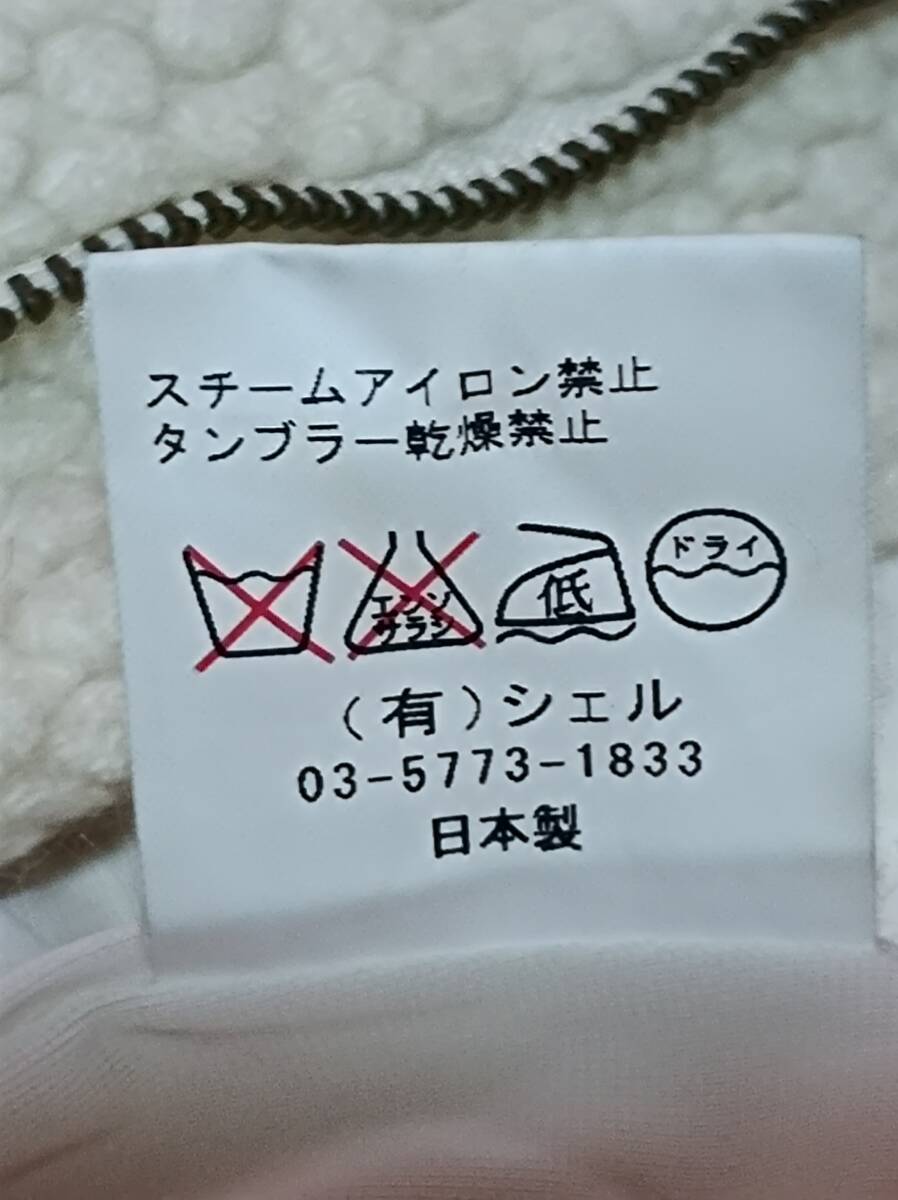 スチームアイロン禁止
タンブラー乾燥禁止
エンソ
サラシ
低
ドライ
(有)シェル
03-5773-1833
日本製